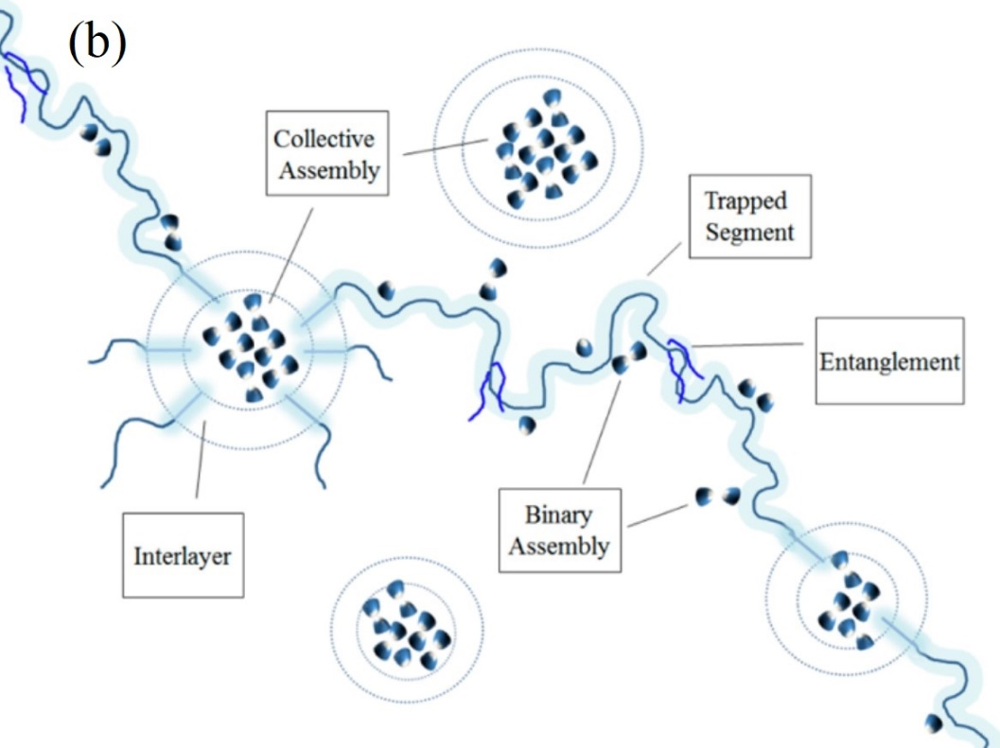 (b)
Collective
Assembly
Trapped
Segment
Entanglement
Binary
Assembly
Interlayer